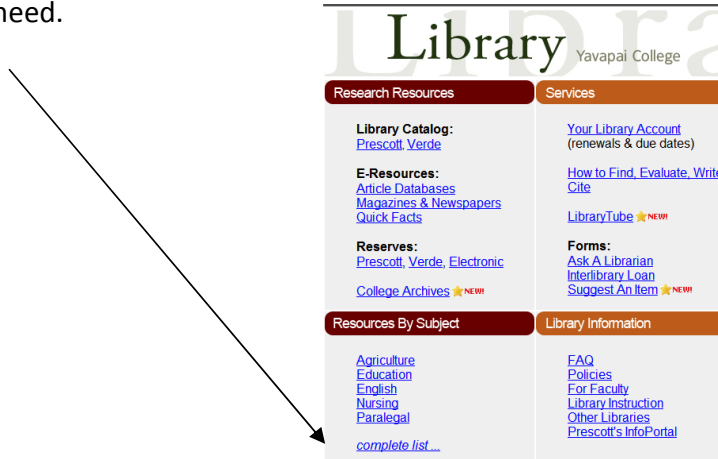 need.
Library Yavapai College
Research Resources
Library Catalog:
Prescott, Verde
E-Resources:
Article Databases
Magazines & Newspapers
Quick Facts
Reserves:
Prescott, Verde, Electronic
College Archives NEW!
Services
Your Library Account
(renewals & due dates)
How to Find, Evaluate, Write
Cite
LibraryTube NEW!
Forms:
Ask A Librarian
Interlibrary Loan
Suggest An Item NEW!
Resources By Subject
Agriculture
Education
English
Nursing
Paralegal
complete list ...
Library Information
FAQ
Policies
For Faculty
Library Instruction
Other Libraries
Prescott's InfoPortal